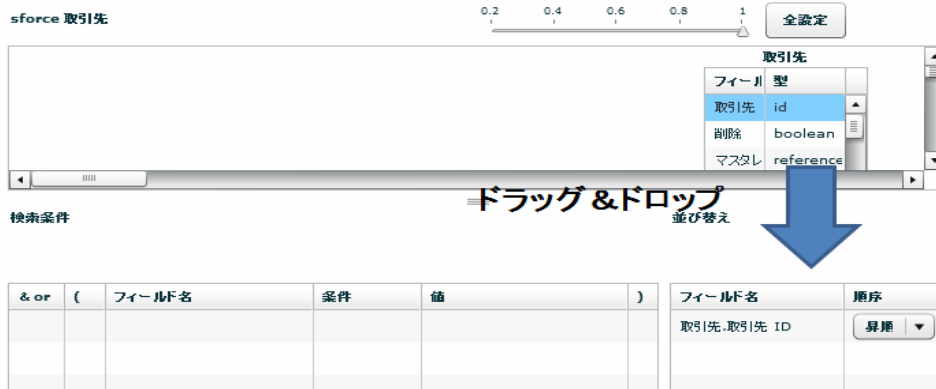 sforce 取引先
0.2 0.4 0.6 0.8 1
全設定
取引先
フィール 型
取引先 id
削除 boolean
マスタレ reference
ドラッグ &ドロップ
検索条件
並び替え
& or ( フィールド名 条件 値 )
フィールド名 順序
取引先.取引先 ID 昇順